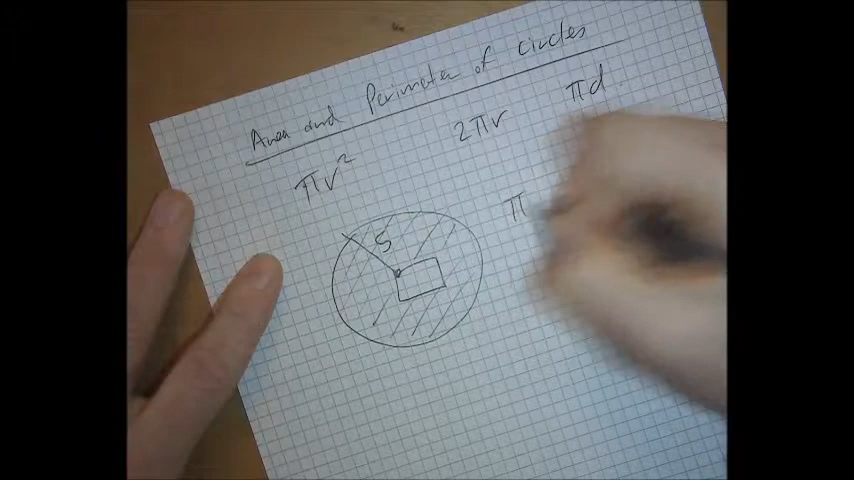 Area and Perimeter of circles
πr² 2πr πd
5 π